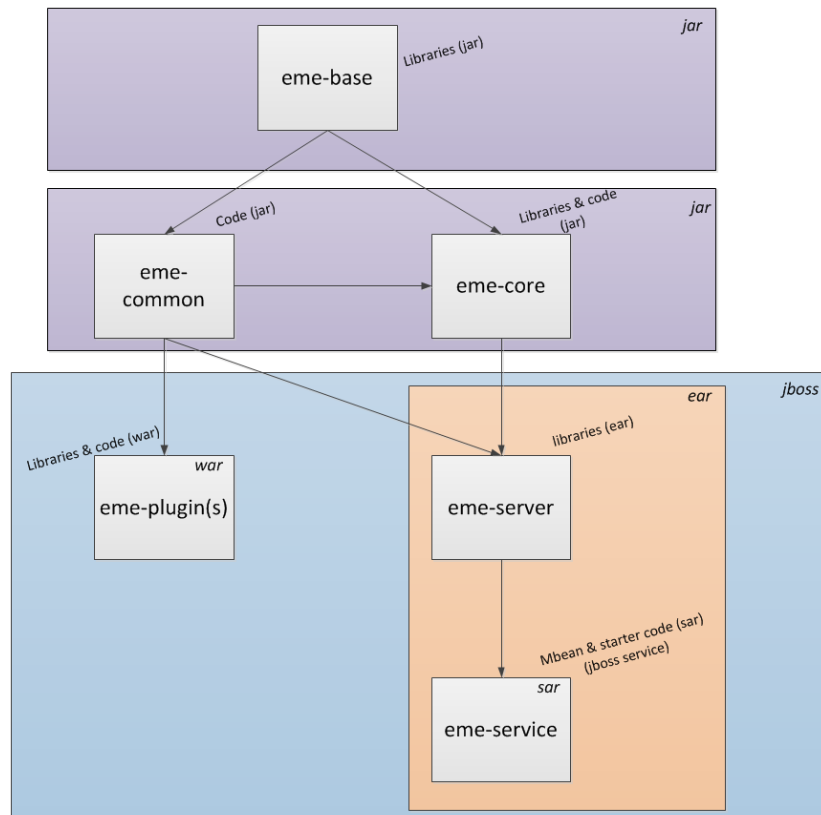 jar
Libraries (jar)
eme-base
Code (jar)
Libraries & code
(jar)
jar
eme-
common
eme-core
jboss
ear
libraries (ear)
Libraries & code (war)
war
eme-plugin(s)
eme-server
Mbean & starter code (sar)
(jboss service)
sar
eme-service